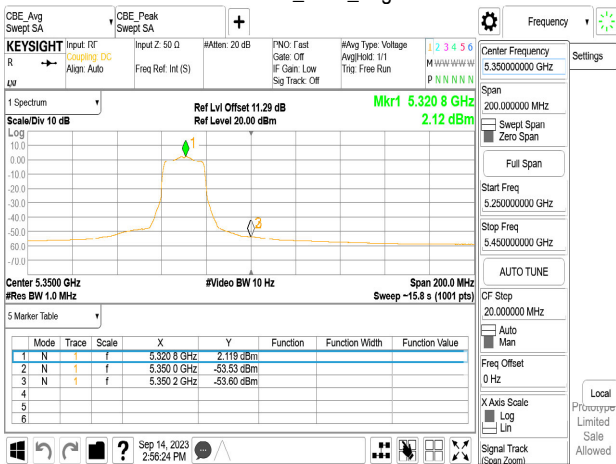 CBE_Avg
Swept SA
CBE_Peak
Swept SA
Frequency
KEYSIGHT
R
Input: RF
Coupling: DC
Align: Auto
Input Z: 50 Ω
Freq Ref: Int (S)
#Atten: 20 dB
PNO: Fast
Gate: Off
IF Gain: Low
Sig Track: Off
#Avg Type: Voltage
Avg|Hold: 1/1
Trig: Free Run
1 2 3 4 5 6
M W W W W W
P N N N N N
Center Frequency
5.350000000 GHz
Settings
Span
200.000000 MHz
Swept Span
Zero Span
Full Span
Start Freq
5.250000000 GHz
Stop Freq
5.450000000 GHz
AUTO TUNE
CF Step
20.000000 MHz
Auto
Man
Freq Offset
0 Hz
X Axis Scale
Log
Lin
Signal Track
(Span Zoom)
Local
Prototype
Limited
Sale
Allowed
1 Spectrum
Scale/Div 10 dB
Ref Lvl Offset 11.29 dB
Ref Level 20.00 dBm
Mkr1 5.320 8 GHz
2.12 dBm
Log
10.0
0.00
-10.0
-20.0
-30.0
-40.0
-50.0
-60.0
-70.0
1
Center 5.3500 GHz
#Res BW 1.0 MHz
#Video BW 10 Hz
Span 200.0 MHz
Sweep ~15.8 s (1001 pts)
5 Marker Table
Mode Trace Scale X Y Function Function Width Function Value
1 N 1 f 5.320 8 GHz 2.119 dBm
2 N 1 f 5.350 0 GHz -53.53 dBm
3 N 1 f 5.350 2 GHz -53.60 dBm
4
5
6
Sep 14, 2023
2:56:24 PM